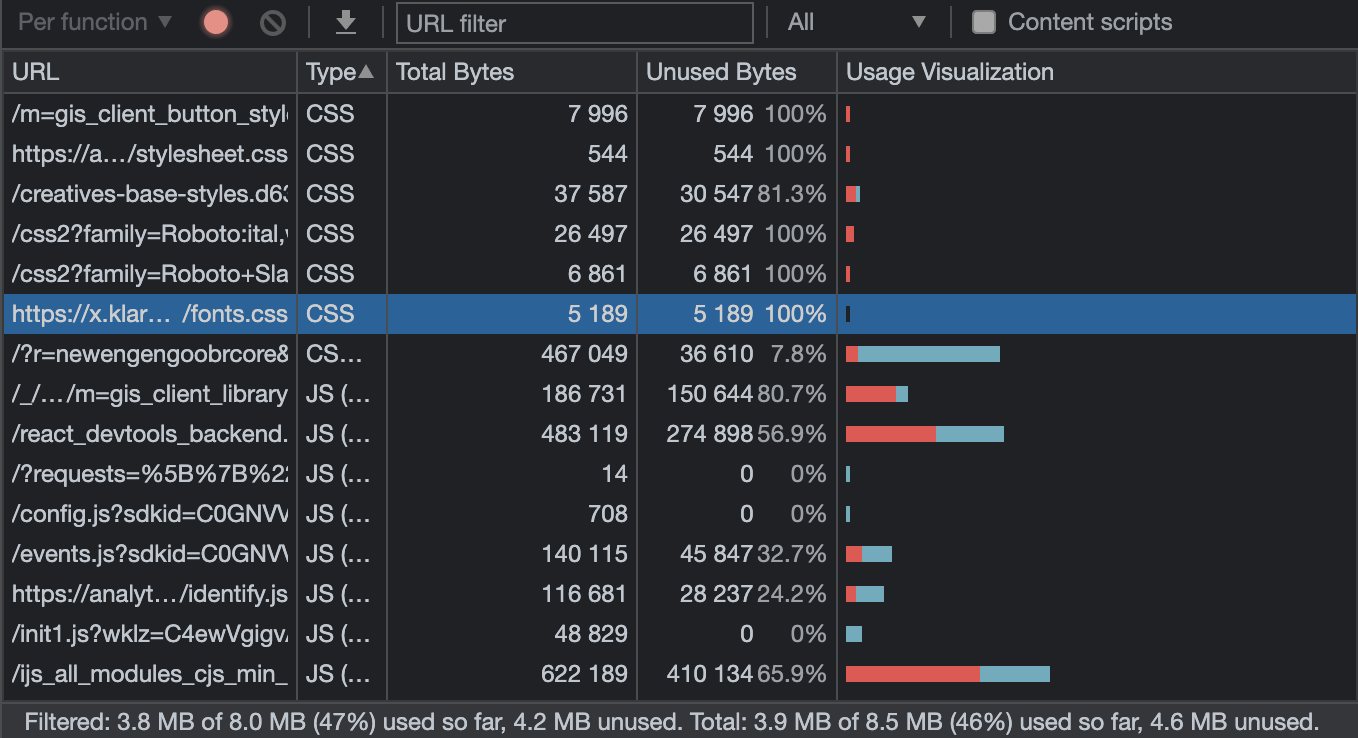 Per function ▼ URL filter All ▼ Content scripts
URL Type▲ Total Bytes Unused Bytes Usage Visualization
/m=gis_client_button_styl CSS 7 996 7 996 100%
https://a…/stylesheet.css CSS 544 544 100%
/creatives-base-styles.d63 CSS 37 587 30 547 81.3%
/css2?family=Roboto:ital,v CSS 26 497 26 497 100%
/css2?family=Roboto+Sla CSS 6 861 6 861 100%
https://x.klar… /fonts.css CSS 5 189 5 189 100%
/?r=newengengoobrcore& CS… 467 049 36 610 7.8%
/_/…/m=gis_client_library JS (… 186 731 150 644 80.7%
/react_devtools_backend. JS (… 483 119 274 898 56.9%
/?requests=%5B%7B%22 JS (… 14 0 0%
/config.js?sdkid=C0GNVV JS (… 708 0 0%
/events.js?sdkid=C0GNVV JS (… 140 115 45 847 32.7%
https://analyt…/identify.js JS (… 116 681 28 237 24.2%
/init1.js?wklz=C4ewVgigvA JS (… 48 829 0 0%
/ijs_all_modules_cjs_min_ JS (… 622 189 410 134 65.9%
Filtered: 3.8 MB of 8.0 MB (47%) used so far, 4.2 MB unused. Total: 3.9 MB of 8.5 MB (46%) used so far, 4.6 MB unused.